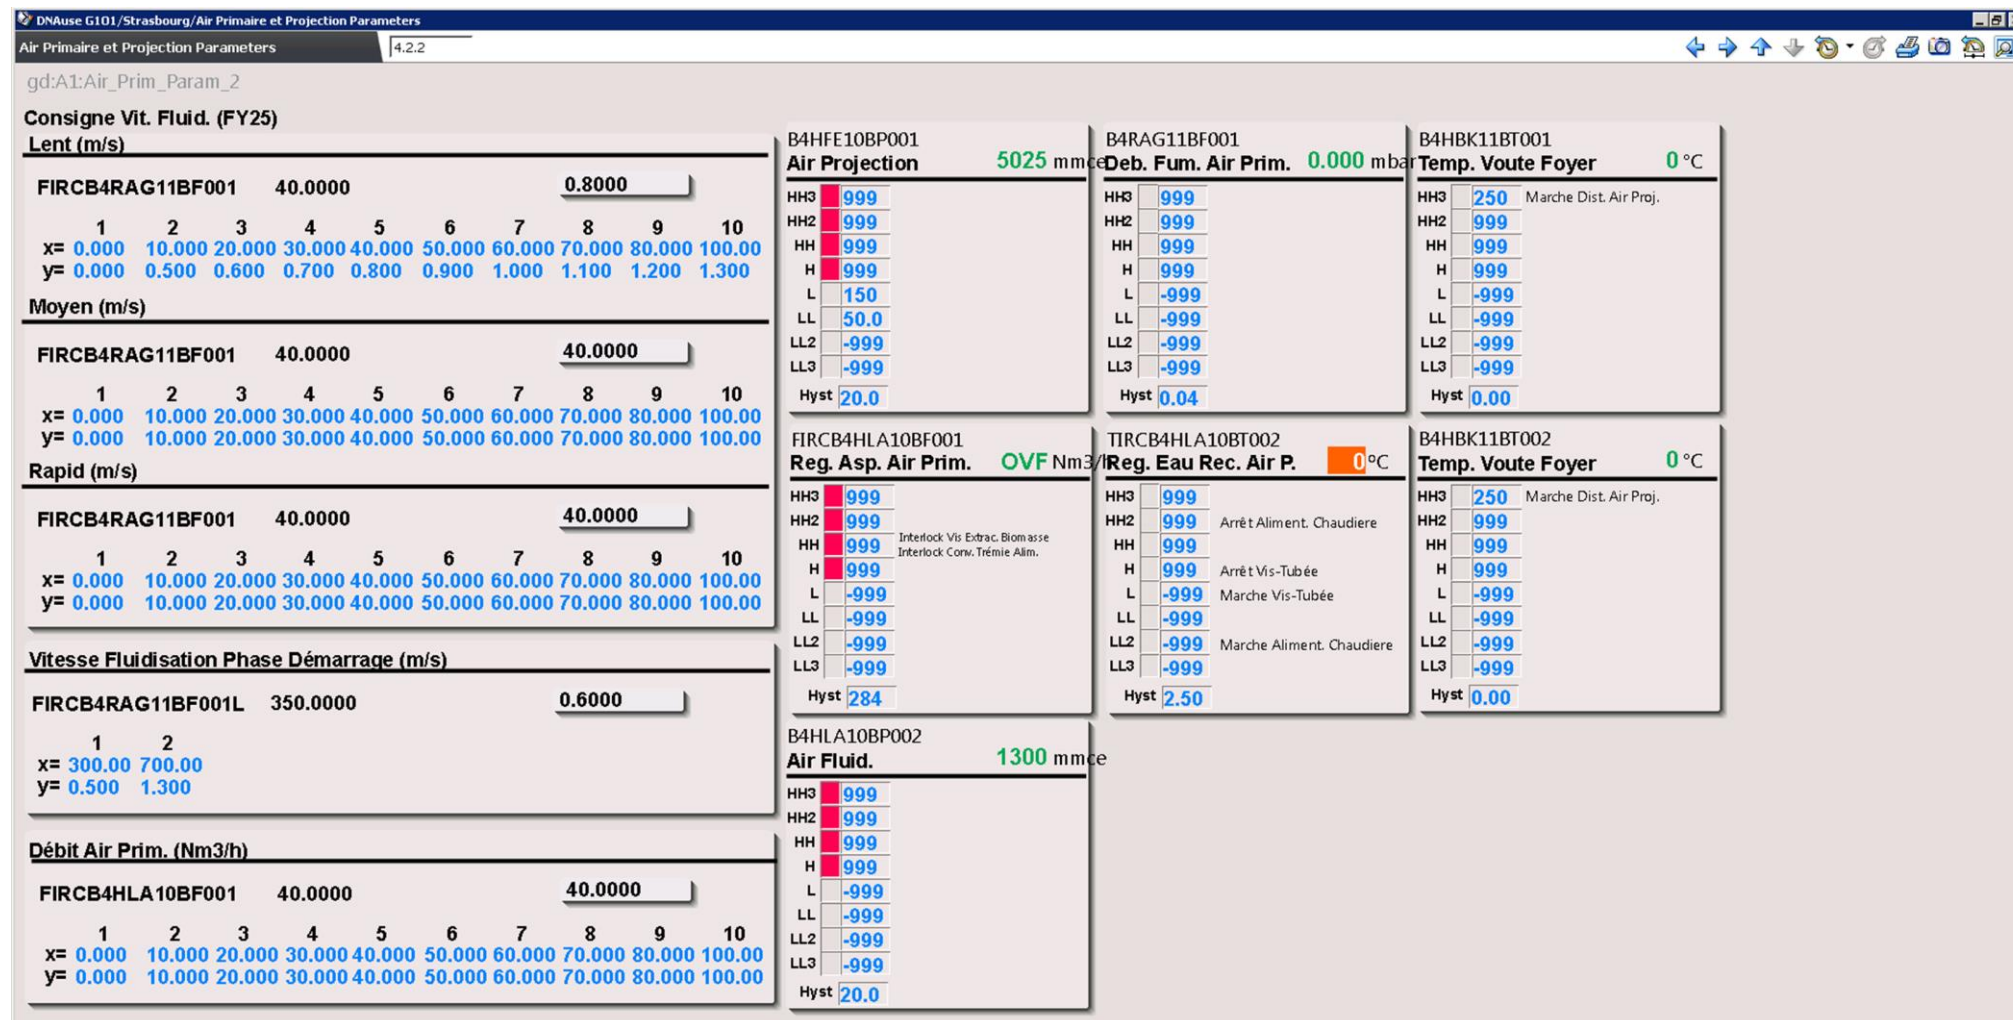 DNAuse G101/Strasbourg/Air Primaire et Projection Parameters
Air Primaire et Projection Parameters 4.2.2
gd:A1:Air_Prim_Param_2
Consigne Vit. Fluid. (FY25)
Lent (m/s)
FIRCB4RAG11BF001 40.0000 0.8000
1 2 3 4 5 6 7 8 9 10
x= 0.000 10.000 20.000 30.000 40.000 50.000 60.000 70.000 80.000 100.00
y= 0.000 0.500 0.600 0.700 0.800 0.900 1.000 1.100 1.200 1.300
Moyen (m/s)
FIRCB4RAG11BF001 40.0000 40.0000
1 2 3 4 5 6 7 8 9 10
x= 0.000 10.000 20.000 30.000 40.000 50.000 60.000 70.000 80.000 100.00
y= 0.000 10.000 20.000 30.000 40.000 50.000 60.000 70.000 80.000 100.00
Rapid (m/s)
FIRCB4RAG11BF001 40.0000 40.0000
1 2 3 4 5 6 7 8 9 10
x= 0.000 10.000 20.000 30.000 40.000 50.000 60.000 70.000 80.000 100.00
y= 0.000 10.000 20.000 30.000 40.000 50.000 60.000 70.000 80.000 100.00
Vitesse Fluidisation Phase Démarrage (m/s)
FIRCB4RAG11BF001L 350.0000 0.6000
1 2
x= 300.00 700.00
y= 0.500 1.300
Débit Air Prim. (Nm3/h)
FIRCB4HLA10BF001 40.0000 40.0000
1 2 3 4 5 6 7 8 9 10
x= 0.000 10.000 20.000 30.000 40.000 50.000 60.000 70.000 80.000 100.00
y= 0.000 10.000 20.000 30.000 40.000 50.000 60.000 70.000 80.000 100.00
B4HFE10BP001
Air Projection 5025 mmce
HH3 999
HH2 999
HH 999
H 999
L 150
LL 50.0
LL2 -999
LL3 -999
Hyst 20.0
B4RAG11BF001
Deb. Fum. Air Prim. 0.000 mbar
HH3 999
HH2 999
HH 999
H 999
L -999
LL -999
LL2 -999
LL3 -999
Hyst 0.04
B4HBK11BT001
Temp. Voute Foyer 0 °C
HH3 250 Marche Dist. Air Proj.
HH2 999
HH 999
H 999
L -999
LL -999
LL2 -999
LL3 -999
Hyst 0.00
FIRCB4HLA10BF001
Reg. Asp. Air Prim. OVF Nm3/h
HH3 999
HH2 999
Interlock Vis Extrac. Biomasse
HH 999
Interlock Conv. Trémie Alim.
H 999
L -999
LL -999
LL2 -999
LL3 -999
Hyst 284
TIRCB4HLA10BT002
Reg. Eau Rec. Air P. 0 °C
HH3 999
HH2 999 Arrêt Aliment. Chaudiere
HH 999
H 999 Arrêt Vis-Tubée
L -999 Marche Vis-Tubée
LL -999
LL2 -999 Marche Aliment. Chaudiere
LL3 -999
Hyst 2.50
B4HBK11BT002
Temp. Voute Foyer 0 °C
HH3 250 Marche Dist. Air Proj.
HH2 999
HH 999
H 999
L -999
LL -999
LL2 -999
LL3 -999
Hyst 0.00
B4HLA10BP002
Air Fluid. 1300 mmce
HH3 999
HH2 999
HH 999
H 999
L -999
LL -999
LL2 -999
LL3 -999
Hyst 20.0